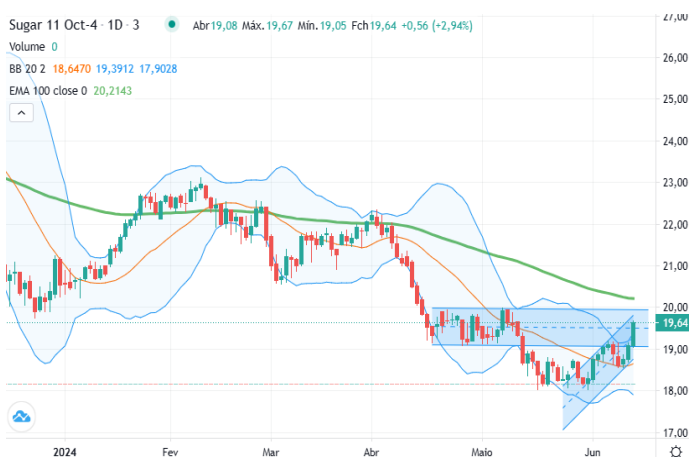 Sugar 11 Oct-4 · 1D · 3 Abr19,08 Máx.19,67 Mín.19,05 Fch19,64 +0,56 (+2,94%)
Volume 0
BB 20 2 18,6470 19,3912 17,9028
EMA 100 close 0 20,2143
27,00
26,00
25,00
24,00
23,00
22,00
21,00
20,00
19,64
19,00
18,00
17,00
2024 Fev Mar Abr Maio Jun